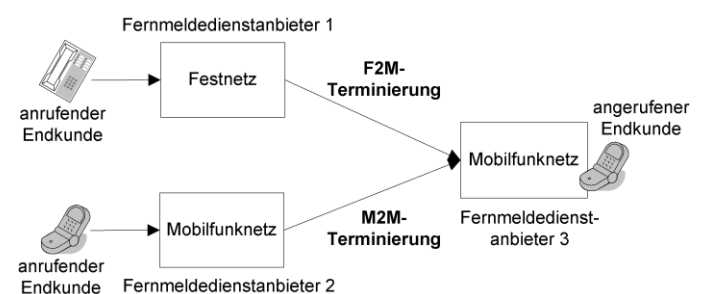 Fernmeldedienstanbieter 1
Festnetz
anrufender
Endkunde
F2M-
Terminierung
angerufener
Endkunde
Mobilfunknetz
Fernmeldedienst-
anbieter 3
M2M-
Terminierung
Mobilfunknetz
anrufender
Endkunde
Fernmeldedienstanbieter 2